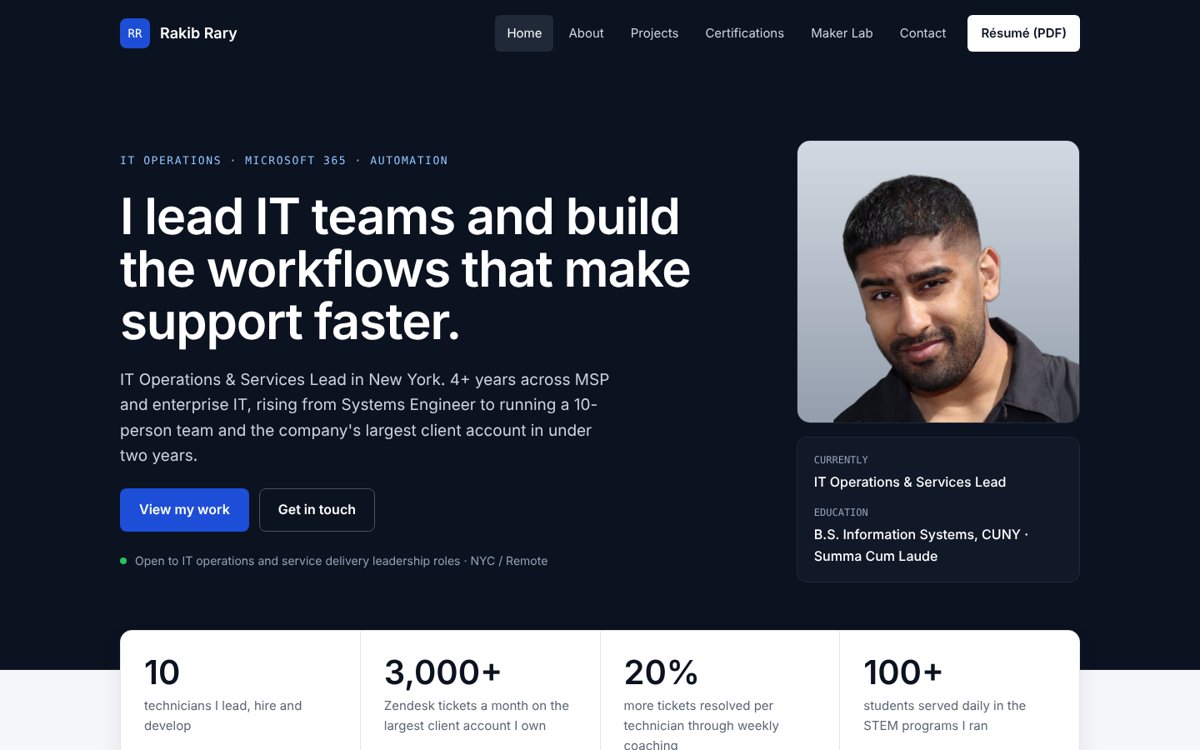 RR Rakib Rary Home About Projects Certifications Maker Lab Contact Résumé (PDF)
IT OPERATIONS · MICROSOFT 365 · AUTOMATION
I lead IT teams and build
the workflows that make
support faster.
IT Operations & Services Lead in New York. 4+ years across MSP
and enterprise IT, rising from Systems Engineer to running a 10-
person team and the company's largest client account in under
two years.
View my work Get in touch
Open to IT operations and service delivery leadership roles · NYC / Remote
CURRENTLY
IT Operations & Services Lead
EDUCATION
B.S. Information Systems, CUNY ·
Summa Cum Laude
10
technicians I lead, hire and
develop
3,000+
Zendesk tickets a month on the
largest client account I own
20%
more tickets resolved per
technician through weekly
coaching
100+
students served daily in the
STEM programs I ran